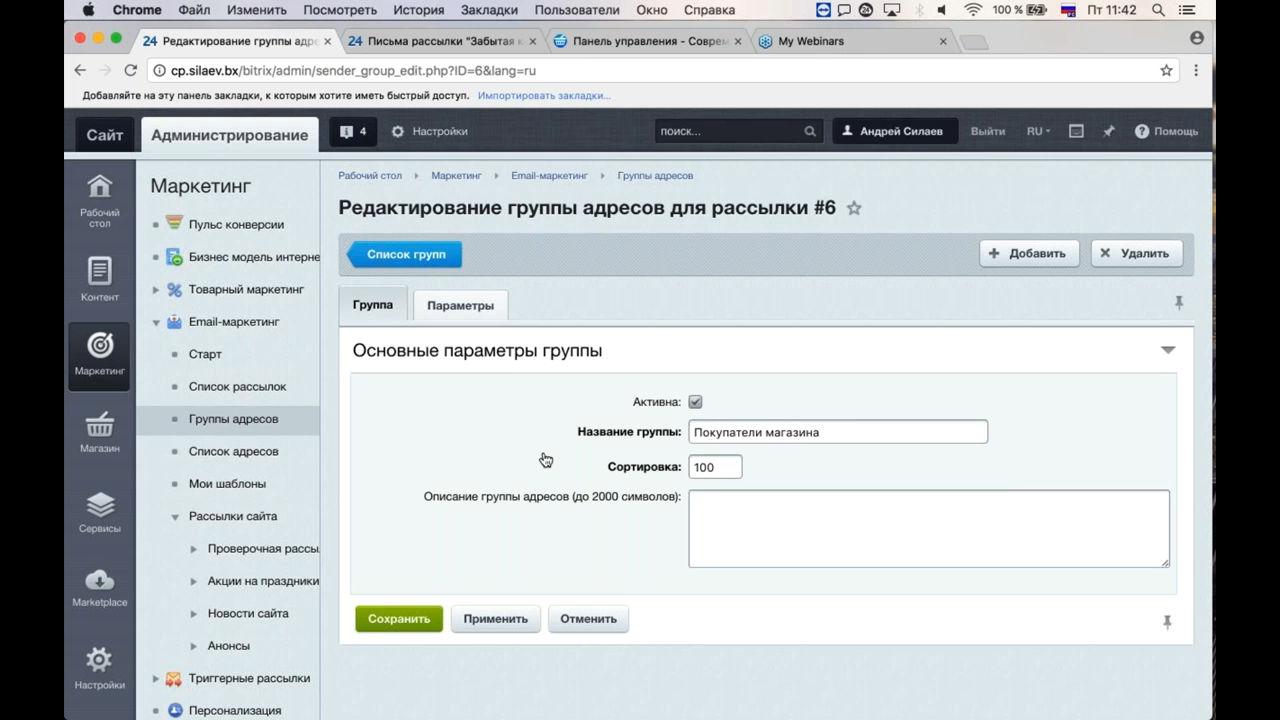 Chrome Файл Изменить Посмотреть История Закладки Пользователи Окно Справка 100 % Пт 11:42
24 Редактирование группы адре × 24 Письма рассылки "Забытая к × Панель управления - Соврем × My Webinars ×
cp.silaev.bx/bitrix/admin/sender_group_edit.php?ID=6&lang=ru
Добавляйте на эту панель закладки, к которым хотите иметь быстрый доступ. Импортировать закладки...
Сайт Администрирование 4 Настройки поиск... Андрей Силаев Выйти RU Помощь
Рабочий стол
Контент
Маркетинг
Магазин
Сервисы
Marketplace
Настройки
Маркетинг
Пульс конверсии
Бизнес модель интерне
Товарный маркетинг
Email-маркетинг
Старт
Список рассылок
Группы адресов
Список адресов
Мои шаблоны
Рассылки сайта
Проверочная рассы
Акции на праздники
Новости сайта
Анонсы
Триггерные рассылки
Персонализация
Рабочий стол Маркетинг Email-маркетинг Группы адресов
Редактирование группы адресов для рассылки #6
Список групп + Добавить × Удалить
Группа Параметры
Основные параметры группы
Активна:
Название группы: Покупатели магазина
Сортировка: 100
Описание группы адресов (до 2000 символов):
Сохранить Применить Отменить